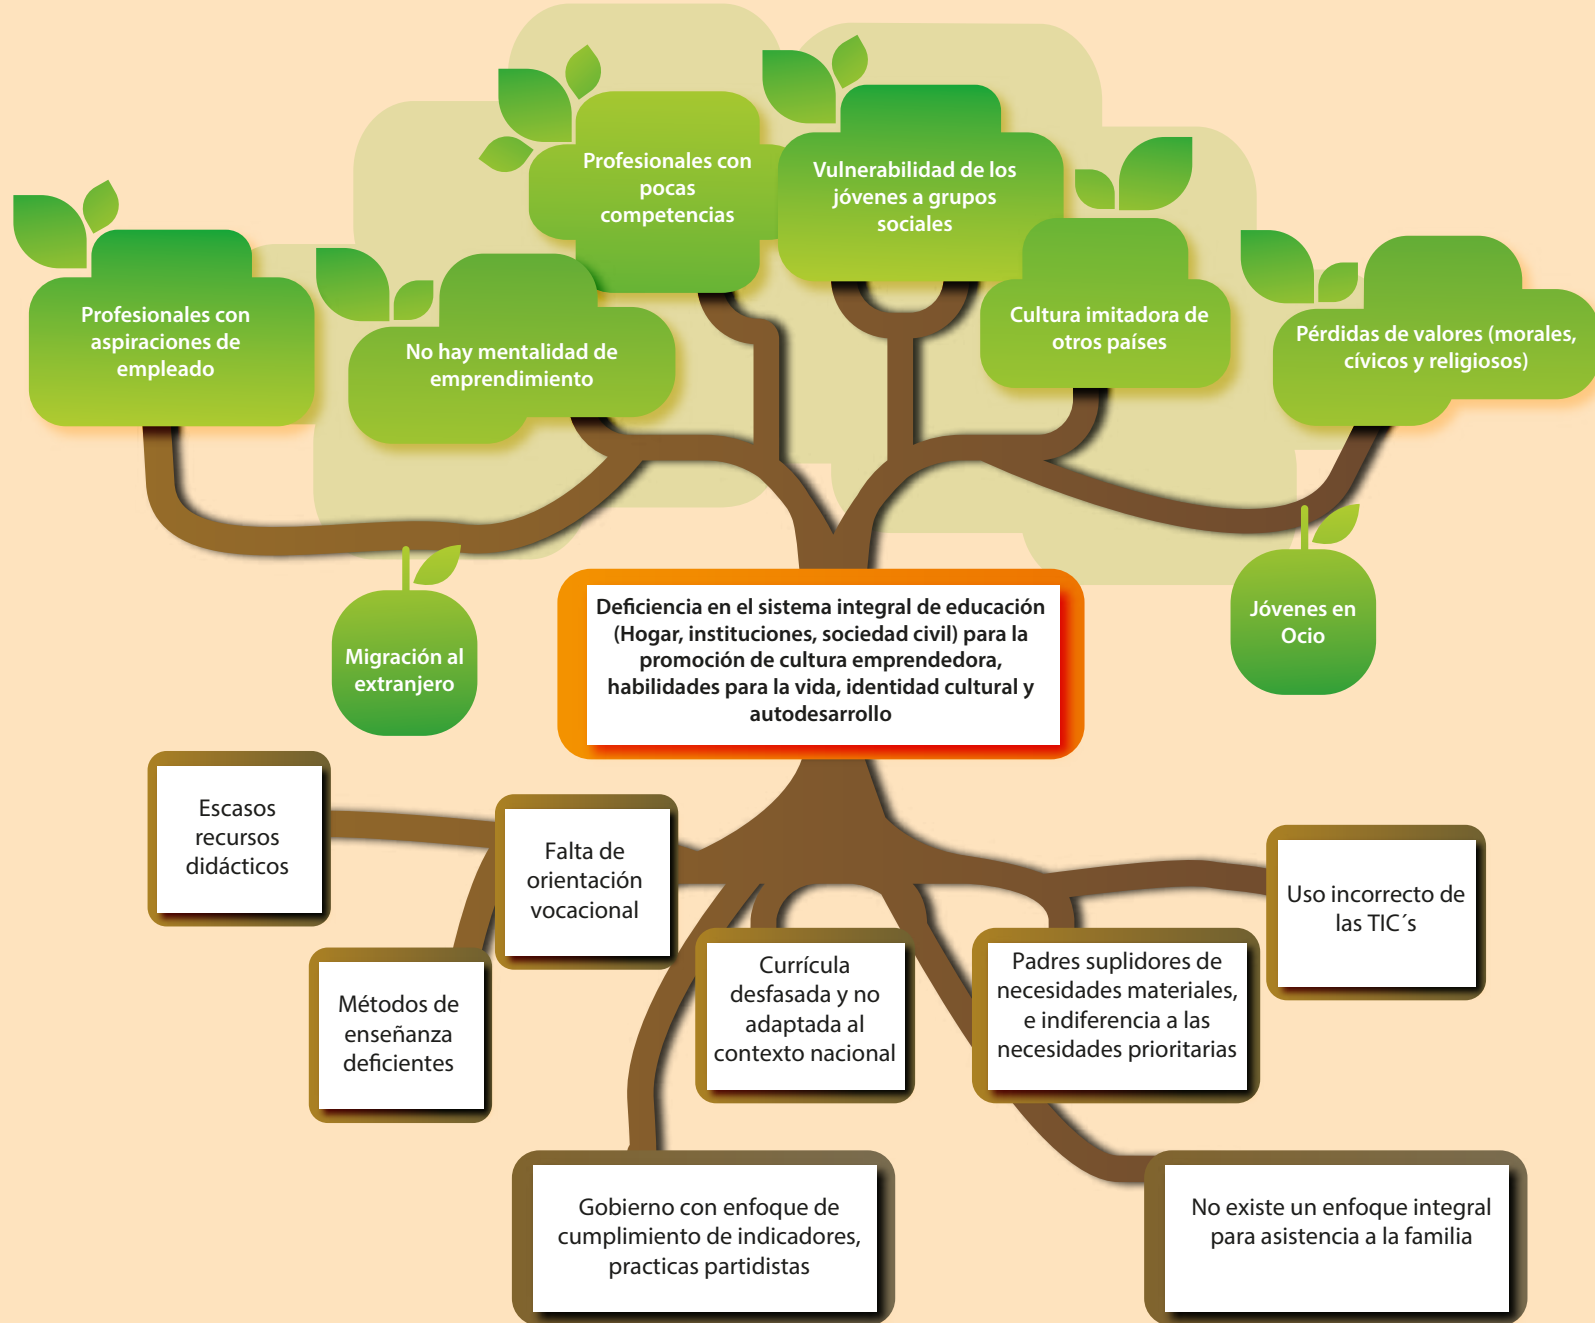 Profesionales con
pocas
competencias
Vulnerabilidad de los
jóvenes a grupos
sociales
Profesionales con
aspiraciones de
empleado
No hay mentalidad de
emprendimiento
Cultura imitadora de
otros países
Pérdidas de valores (morales,
cívicos y religiosos)
Migración al
extranjero
Deficiencia en el sistema integral de educación
(Hogar, instituciones, sociedad civil) para la
promoción de cultura emprendedora,
habilidades para la vida, identidad cultural y
autodesarrollo
Jóvenes en
Ocio
Escasos
recursos
didácticos
Falta de
orientación
vocacional
Uso incorrecto de
las TIC´s
Métodos de
enseñanza
deficientes
Currícula
desfasada y no
adaptada al
contexto nacional
Padres suplidores de
necesidades materiales,
e indiferencia a las
necesidades prioritarias
Gobierno con enfoque de
cumplimiento de indicadores,
practicas partidistas
No existe un enfoque integral
para asistencia a la familia